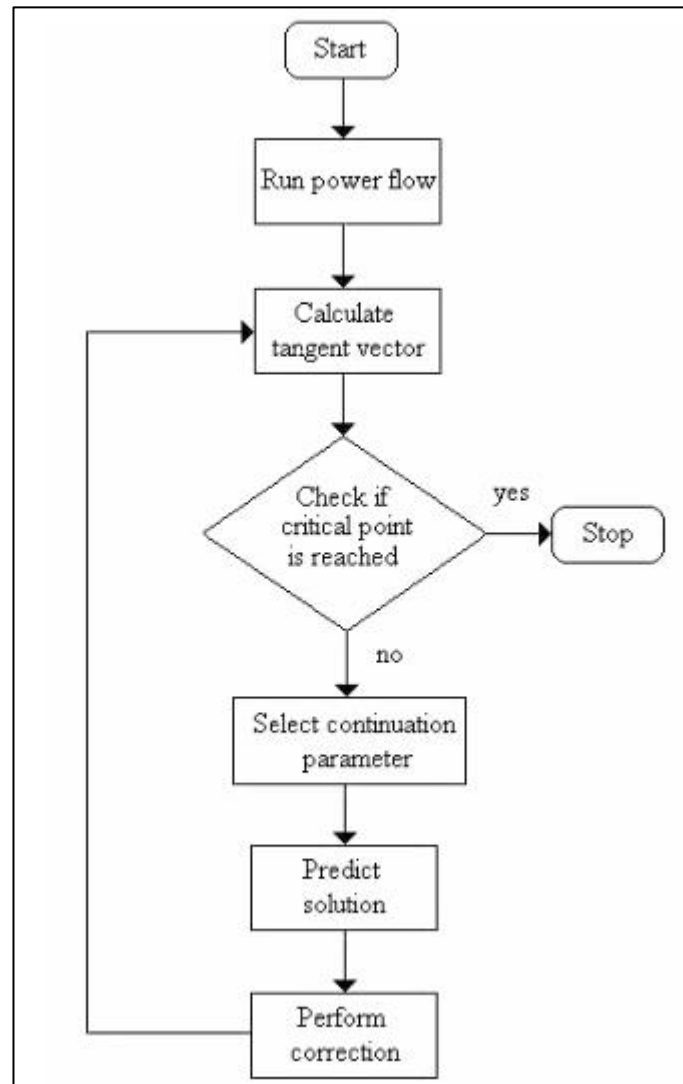 Start
Run power flow
Calculate
tangent vector
Check if
critical point
is reached
yes
Stop
no
Select continuation
parameter
Predict
solution
Perform
correction